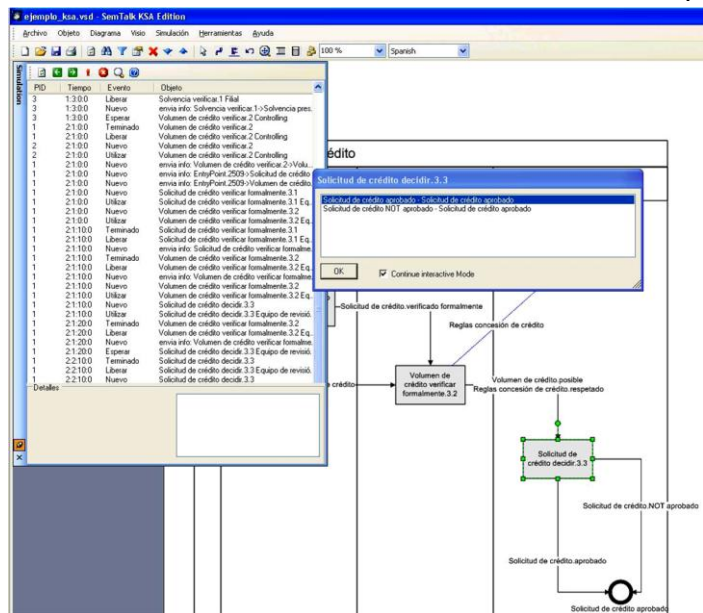 ejemplo_ksa.vsd - SemTalk KSA Edition
Archivo Objeto Diagrama Visio Simulación Herramientas Ayuda
100 % Spanish
Simulation
PID Tiempo Evento Objeto
3 1:3:0:0 Liberar Solvencia verificar.1 Filial
3 1:3:0:0 Nuevo envia info: Solvencia verificar.1->Solvencia pres.
3 1:3:0:0 Esperar Volumen de crédito verificar.2 Controlling
1 2:1:0:0 Terminado Volumen de crédito verificar.2
1 2:1:0:0 Liberar Volumen de crédito verificar.2 Controlling
2 2:1:0:0 Nuevo Volumen de crédito verificar.2
2 2:1:0:0 Utilizar Volumen de crédito verificar.2 Controlling
1 2:1:0:0 Nuevo envia info: Volumen de crédito verificar.2->Volu...
1 2:1:0:0 Nuevo envia info: EntryPoint.2509->Solicitud de crédito
1 2:1:0:0 Nuevo envia info: EntryPoint.2509->Volumen de crédito.
1 2:1:0:0 Nuevo Solicitud de crédito verificar formalmente.3.1
1 2:1:0:0 Utilizar Solicitud de crédito verificar formalmente.3.1 Eq..
1 2:1:0:0 Nuevo Volumen de crédito verificar formalmente.3.2
1 2:1:0:0 Utilizar Volumen de crédito verificar formalmente.3.2 Eq..
1 2:1:10:0 Terminado Solicitud de crédito verificar formalmente.3.1
1 2:1:10:0 Liberar Solicitud de crédito verificar formalmente.3.1 Eq..
1 2:1:10:0 Nuevo envia info: Solicitud de crédito verificar formalme..
1 2:1:10:0 Terminado Volumen de crédito verificar formalmente.3.2
1 2:1:10:0 Liberar Volumen de crédito verificar formalmente.3.2 Eq..
1 2:1:10:0 Nuevo envia info: Volumen de crédito verificar formalme..
1 2:1:10:0 Nuevo Volumen de crédito verificar formalmente.3.2
1 2:1:10:0 Utilizar Volumen de crédito verificar formalmente.3.2 Eq..
1 2:1:10:0 Nuevo Solicitud de crédito decidir.3.3
1 2:1:10:0 Utilizar Solicitud de crédito decidir.3.3 Equipo de revisió.
1 2:1:20:0 Terminado Volumen de crédito verificar formalmente.3.2
1 2:1:20:0 Liberar Volumen de crédito verificar formalmente.3.2 Eq..
1 2:1:20:0 Nuevo envia info: Volumen de crédito verificar formalme..
1 2:1:20:0 Esperar Solicitud de crédito decidir.3.3 Equipo de revisió.
1 2:2:10:0 Terminado Solicitud de crédito decidir.3.3
1 2:2:10:0 Liberar Solicitud de crédito decidir.3.3 Equipo de revisió.
1 2:2:10:0 Nuevo Solicitud de crédito decidir.3.3
Detalles
édito
Solicitud de crédito decidir.3.3
Solicitud de crédito aprobado - Solicitud de crédito aprobado
Solicitud de crédito NOT aprobado - Solicitud de crédito aprobado
OK Continue interactive Mode
Solicitud de crédito.verificado formalmente
Reglas concesión de crédito
crédito
Volumen de
crédito verificar
formalmente.3.2
Volumen de crédito.posible
Reglas concesión de crédito.respetado
Solicitud de
crédito decidir.3.3
Solicitud de crédito.NOT aprobado
Solicitud de crédito.aprobado
Solicitud de crédito aprobado